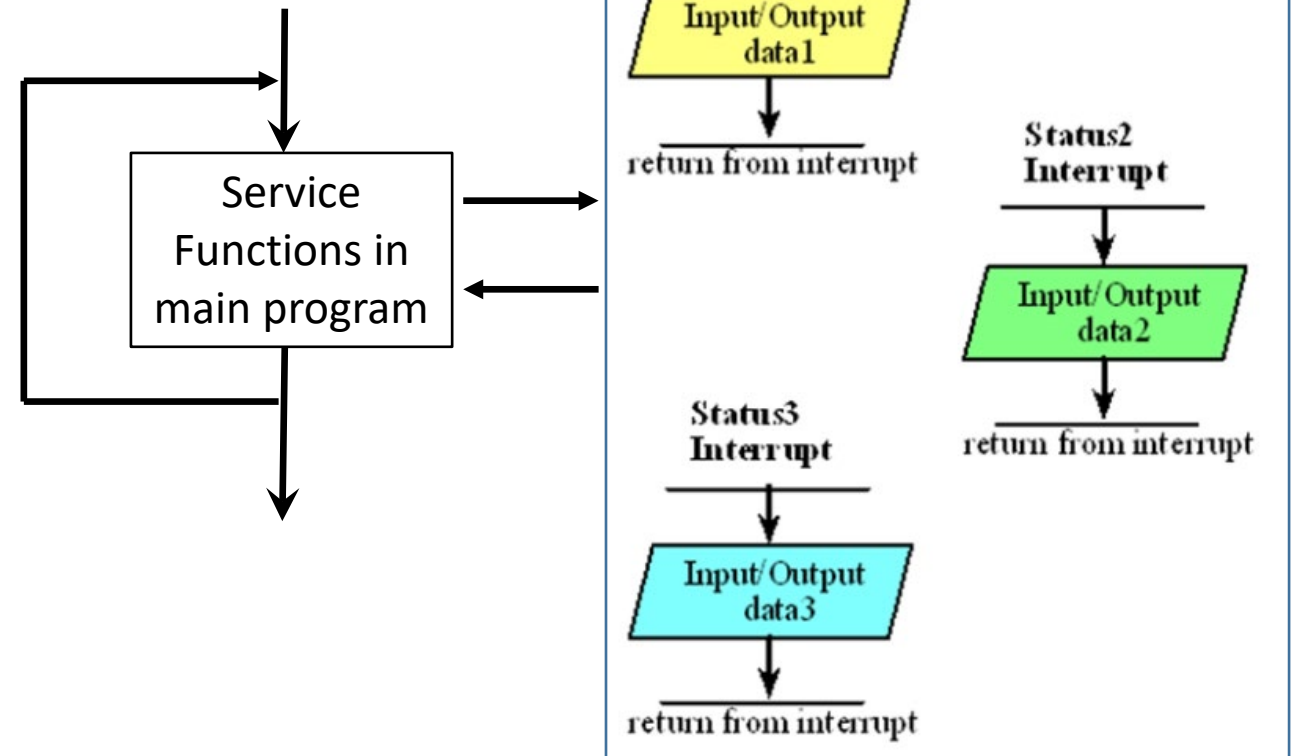 Service
Functions in
main program
Input/Output
data1
return from interrupt
Status2
Interrupt
Input/Output
data2
return from interrupt
Status3
Interrupt
Input/Output
data3
return from interrupt